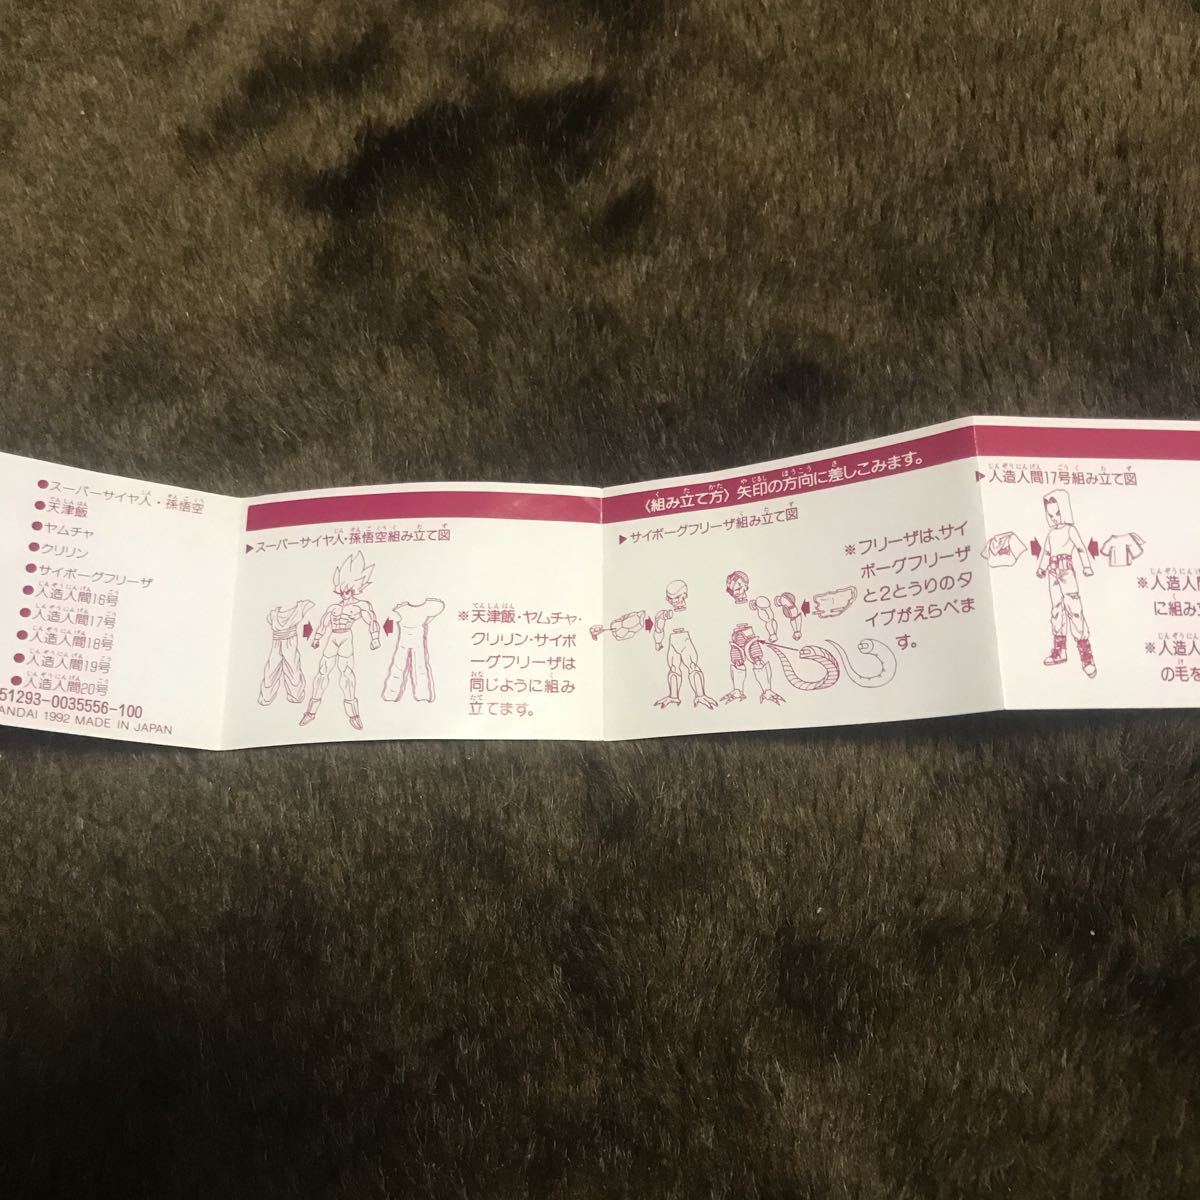 ●スーパーサイヤ人・孫悟空
●天津飯
●ヤムチャ
●クリリン
●サイボーグフリーザ
●人造人間16号
●人造人間17号
●人造人間18号
●人造人間19号
●人造人間20号
51293-0035556-100
ANDAI 1992 MADE IN JAPAN
▶スーパーサイヤ人・孫悟空組み立て図
※天津飯・ヤムチャ・
クリリン・サイボ
ーグフリーザは
同じように組み
立てます。
〈組み立て方〉矢印の方向に差しこみます。
▶サイボーグフリーザ組み立て図
※フリーザは、サイ
ボーグフリーザ
と2とうりのタ
イプがえらべま
す。
▶人造人間17号組み立て図
※人造人
に組み
※人造人
の毛を